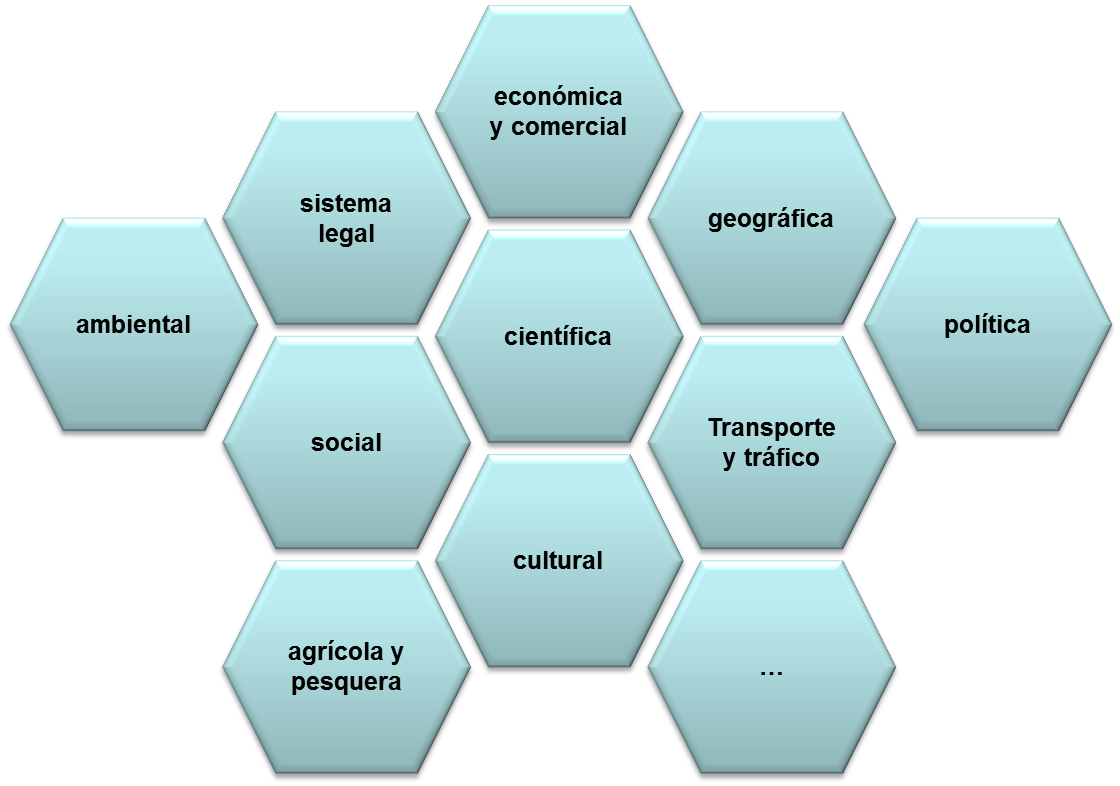 económica
y comercial
sistema
legal
geográfica
ambiental
científica
política
social
Transporte
y tráfico
cultural
agrícola y
pesquera
...